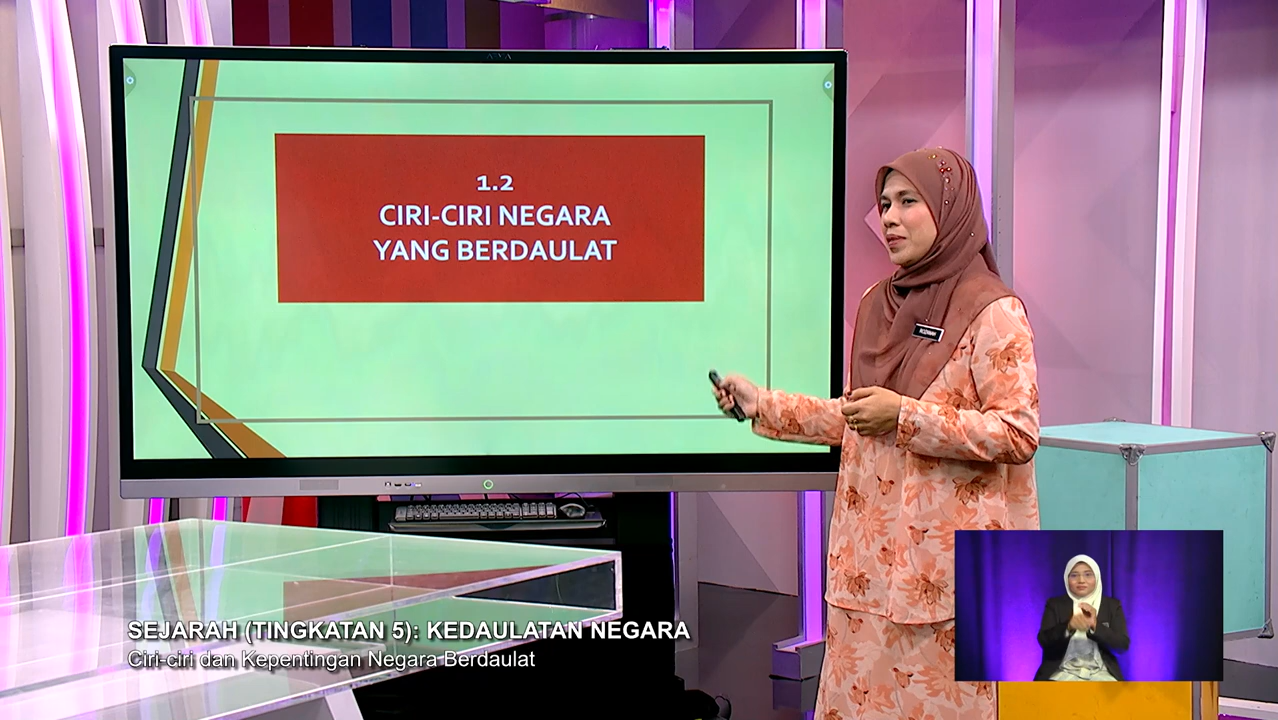 1.2
CIRI-CIRI NEGARA
YANG BERDAULAT
SEJARAH (TINGKATAN 5): KEDAULATAN NEGARA
Ciri-ciri dan Kepentingan Negara Berdaulat